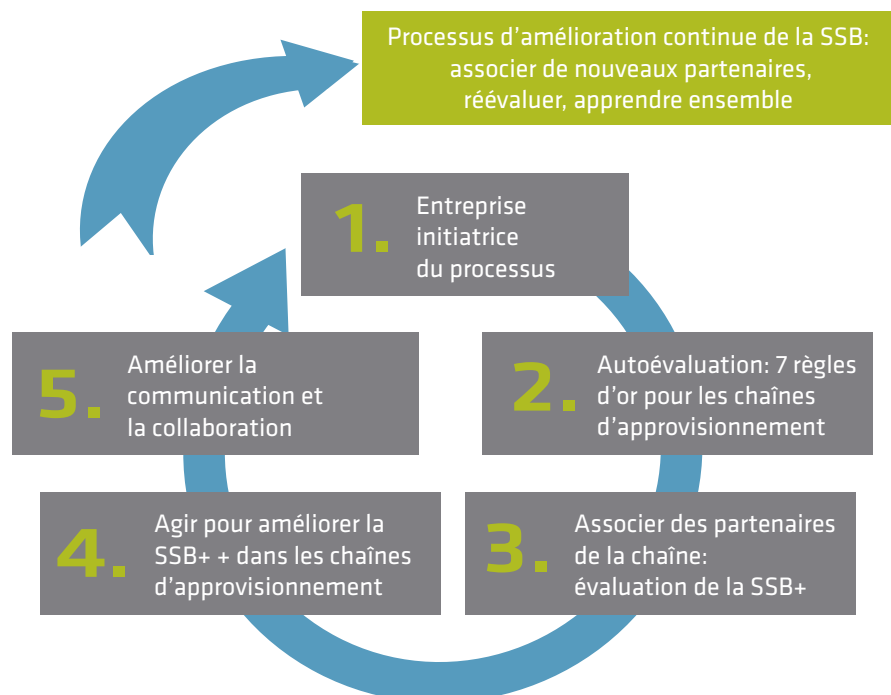 Processus d'amélioration continue de la SSB:
associer de nouveaux partenaires,
réévaluer, apprendre ensemble
1.
Entreprise
initiatrice
du processus
2.
Autoévaluation: 7 règles
d'or pour les chaînes
d'approvisionnement
3.
Associer des partenaires
de la chaîne:
évaluation de la SSB+
4.
Agir pour améliorer la
SSB+ + dans les chaînes
d'approvisionnement
5.
Améliorer la
communication et
la collaboration